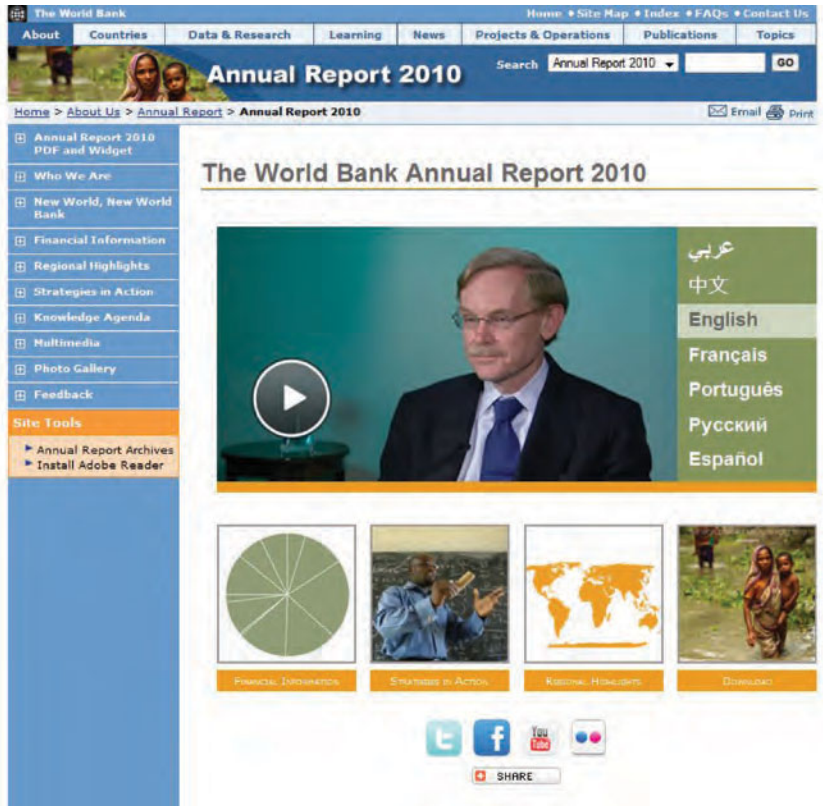 The World Bank
Home • Site Map • Index • FAQs • Contact Us
About Countries Data & Research Learning News Projects & Operations Publications Topics
Annual Report 2010
Search Annual Report 2010 GO
Home > About Us > Annual Report > Annual Report 2010
Email Print
Annual Report 2010
PDF and Widget
Who We Are
New World, New World
Bank
Financial Information
Regional Highlights
Strategies in Action
Knowledge Agenda
Multimedia
Photo Gallery
Feedback
Site Tools
Annual Report Archives
Install Adobe Reader
The World Bank Annual Report 2010
عربي
中文
English
Français
Português
Русский
Español
Financial Information
Strategies in Action
Regional Highlights
Download
You
Tube
SHARE